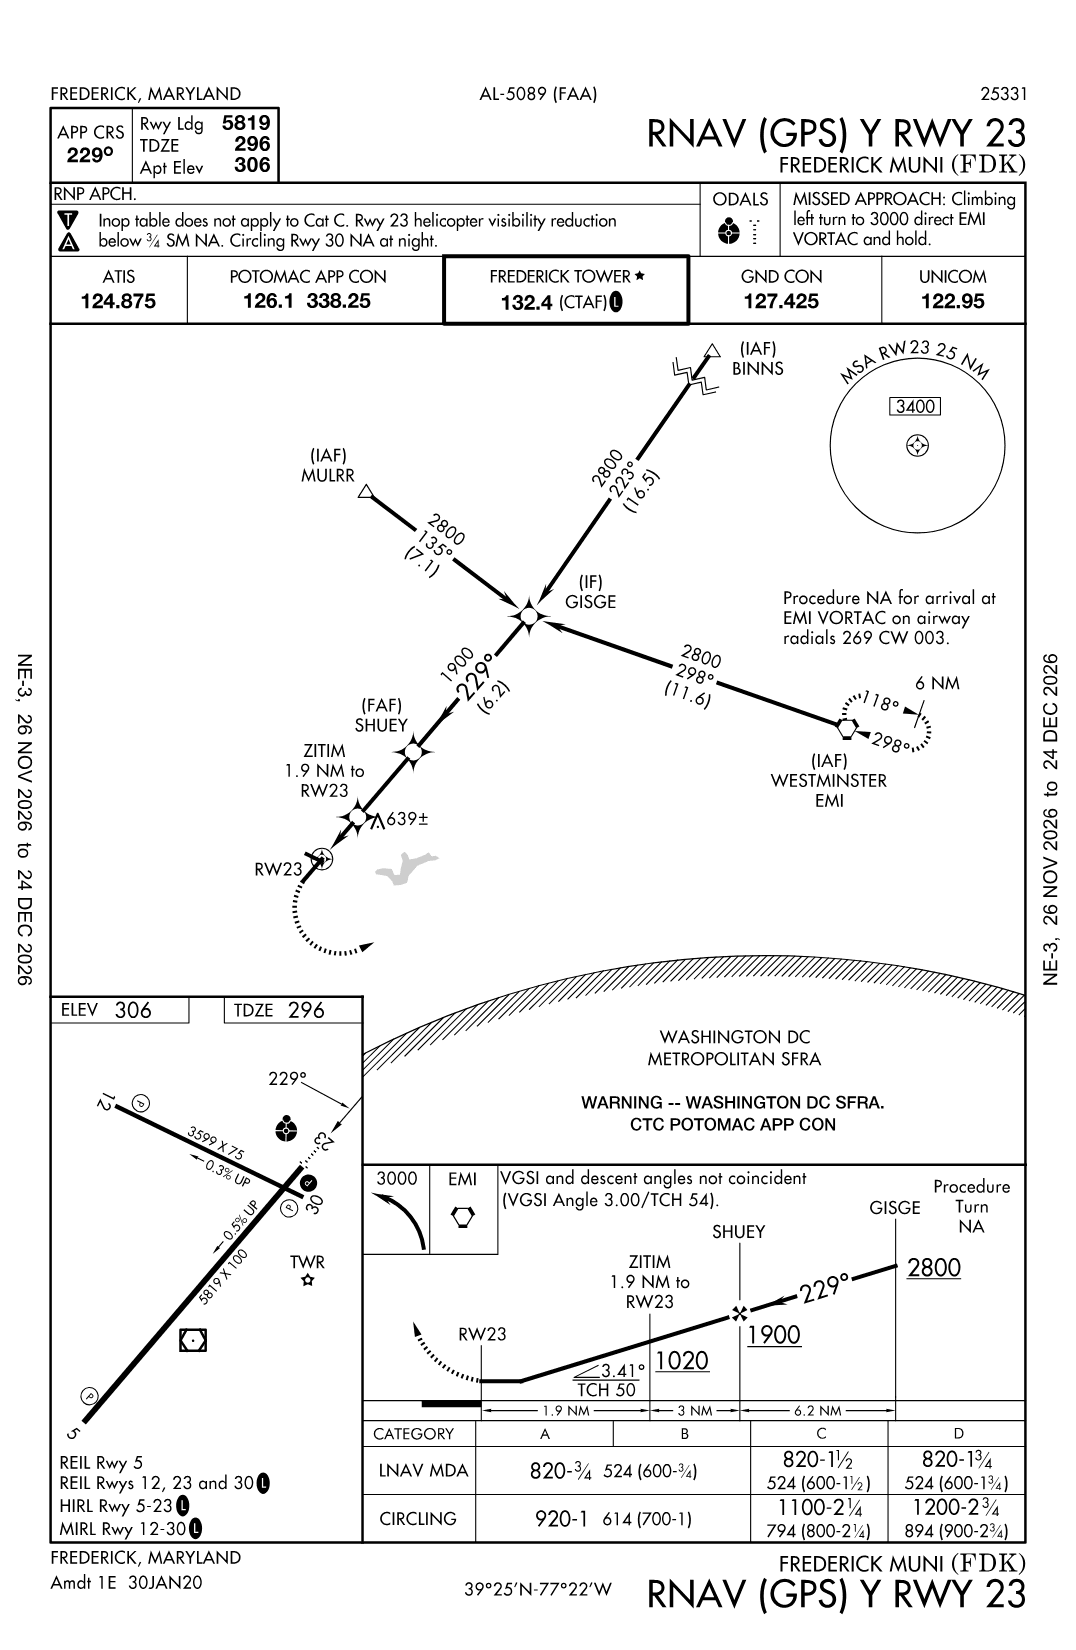 FREDERICK, MARYLAND
AL-5089 (FAA)
25331
APP CRS
229°
Rwy Ldg 5819
TDZE 296
Apt Elev 306
RNAV (GPS) Y RWY 23
FREDERICK MUNI (FDK)
RNP APCH.
T
A
Inop table does not apply to Cat C. Rwy 23 helicopter visibility reduction
below ¾ SM NA. Circling Rwy 30 NA at night.
ODALS
MISSED APPROACH: Climbing
left turn to 3000 direct EMI
VORTAC and hold.
ATIS
124.875
POTOMAC APP CON
126.1 338.25
FREDERICK TOWER ★
132.4 (CTAF) L
GND CON
127.425
UNICOM
122.95
(IAF)
BINNS
MSA RW23 25 NM
3400
(IAF)
MULRR
2800
223°
(16.5)
2800
135°
(7.1)
(IF)
GISGE
Procedure NA for arrival at
EMI VORTAC on airway
radials 269 CW 003.
2800
298°
(11.6)
1900
229°
(6.2)
6 NM
118°
298°
(IAF)
WESTMINSTER
EMI
(FAF)
SHUEY
ZITIM
1.9 NM to
RW23
639±
RW23
NE-3, 26 NOV 2026 to 24 DEC 2026
NE-3, 26 NOV 2026 to 24 DEC 2026
WASHINGTON DC
METROPOLITAN SFRA
WARNING -- WASHINGTON DC SFRA.
CTC POTOMAC APP CON
ELEV 306
TDZE 296
229°
12
P
3599 X 75
0.3% UP
23
P
P
30
0.5% UP
5819 X 100
TWR
P
5
REIL Rwy 5
REIL Rwys 12, 23 and 30 L
HIRL Rwy 5-23 L
MIRL Rwy 12-30 L
3000
EMI
VGSI and descent angles not coincident
(VGSI Angle 3.00/TCH 54).
Procedure
Turn
NA
GISGE
SHUEY
ZITIM
1.9 NM to
RW23
RW23
229°
2800
1900
1020
3.41°
TCH 50
1.9 NM
3 NM
6.2 NM
CATEGORY A B C D
LNAV MDA 820-¾ 524 (600-¾) 820-1½ 820-1¾
524 (600-1½) 524 (600-1¾)
CIRCLING 920-1 614 (700-1) 1100-2¼ 1200-2¾
794 (800-2¼) 894 (900-2¾)
FREDERICK, MARYLAND
Amdt 1E 30JAN20
39°25'N-77°22'W
FREDERICK MUNI (FDK)
RNAV (GPS) Y RWY 23